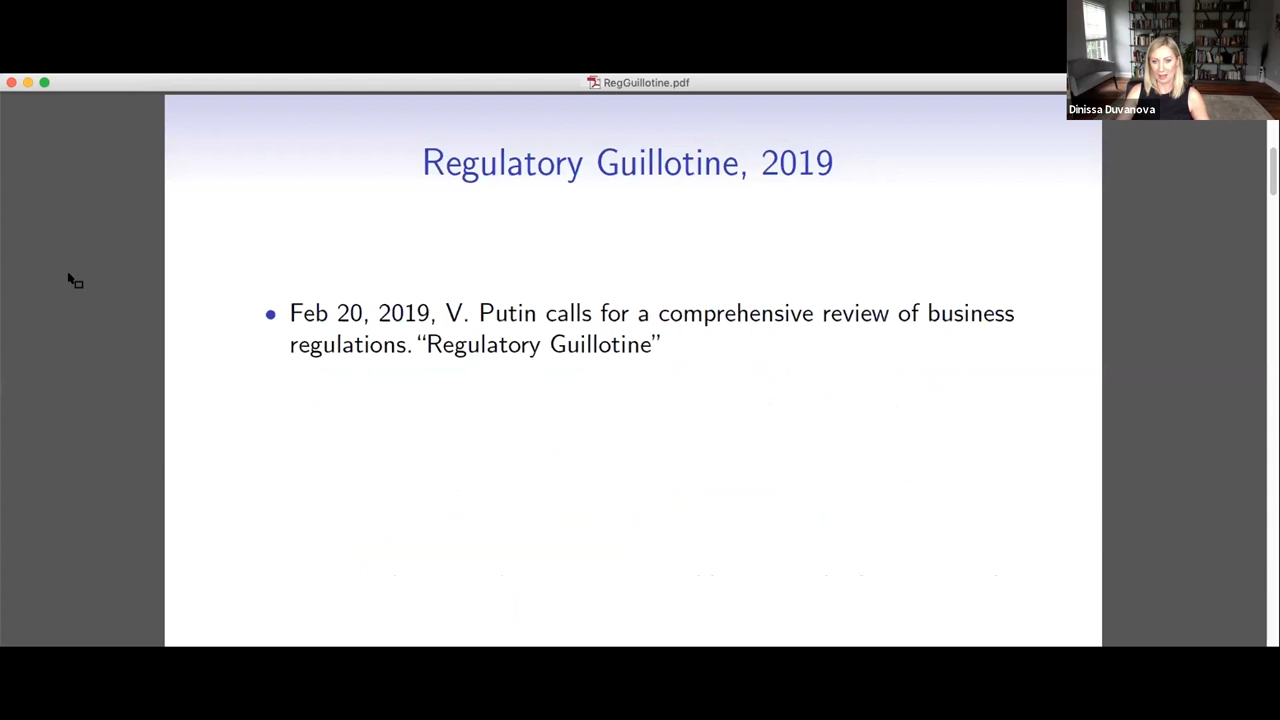 RegGuillotine.pdf
Dinissa Duvanova
Regulatory Guillotine, 2019
• Feb 20, 2019, V. Putin calls for a comprehensive review of business
regulations. “Regulatory Guillotine”